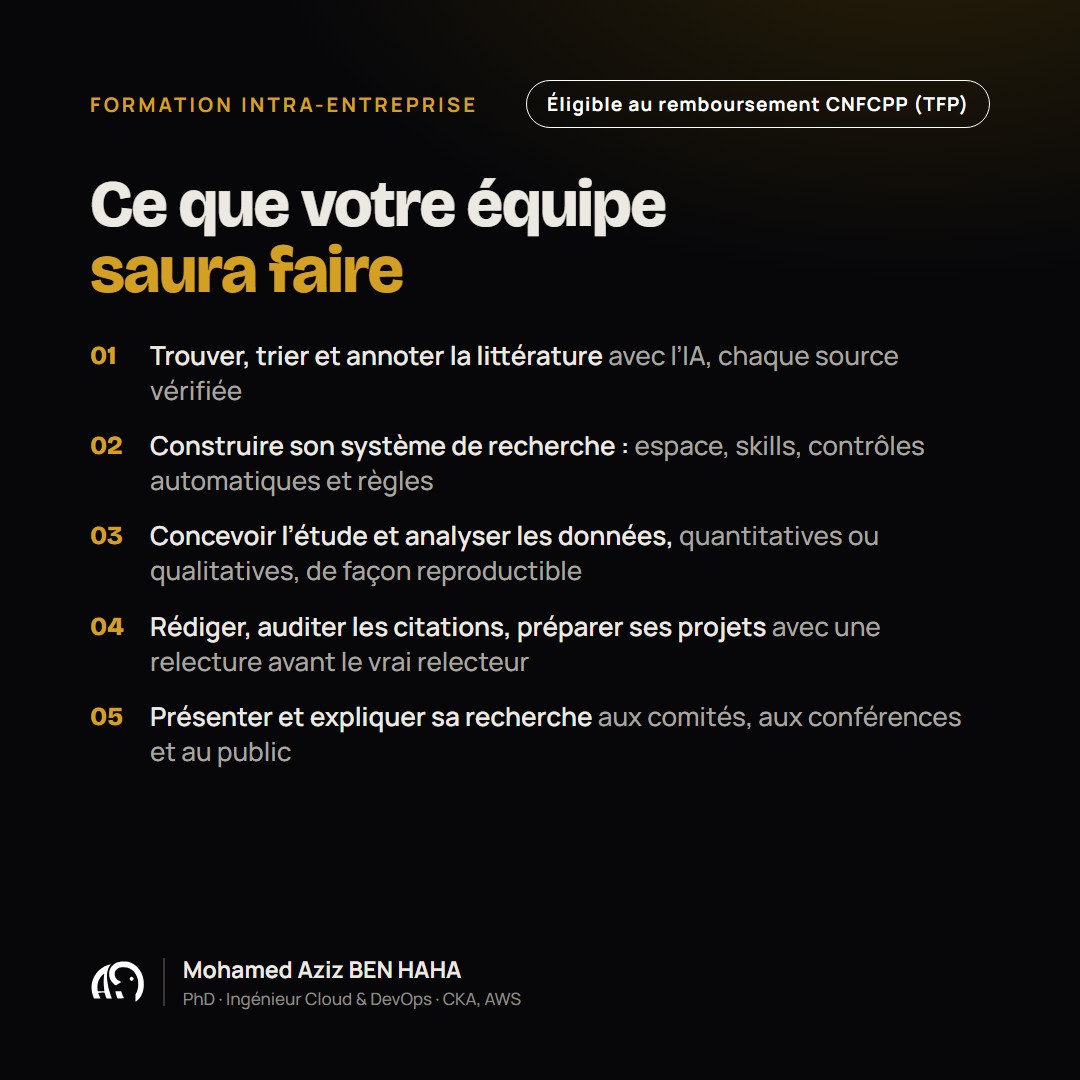 FORMATION INTRA-ENTREPRISE
Éligible au remboursement CNFCPP (TFP)
Ce que votre équipe
saura faire
01 Trouver, trier et annoter la littérature avec l’IA, chaque source
vérifiée
02 Construire son système de recherche : espace, skills, contrôles
automatiques et règles
03 Concevoir l’étude et analyser les données, quantitatives ou
qualitatives, de façon reproductible
04 Rédiger, auditer les citations, préparer ses projets avec une
relecture avant le vrai relecteur
05 Présenter et expliquer sa recherche aux comités, aux conférences
et au public
Mohamed Aziz BEN HAHA
PhD · Ingénieur Cloud & DevOps · CKA, AWS